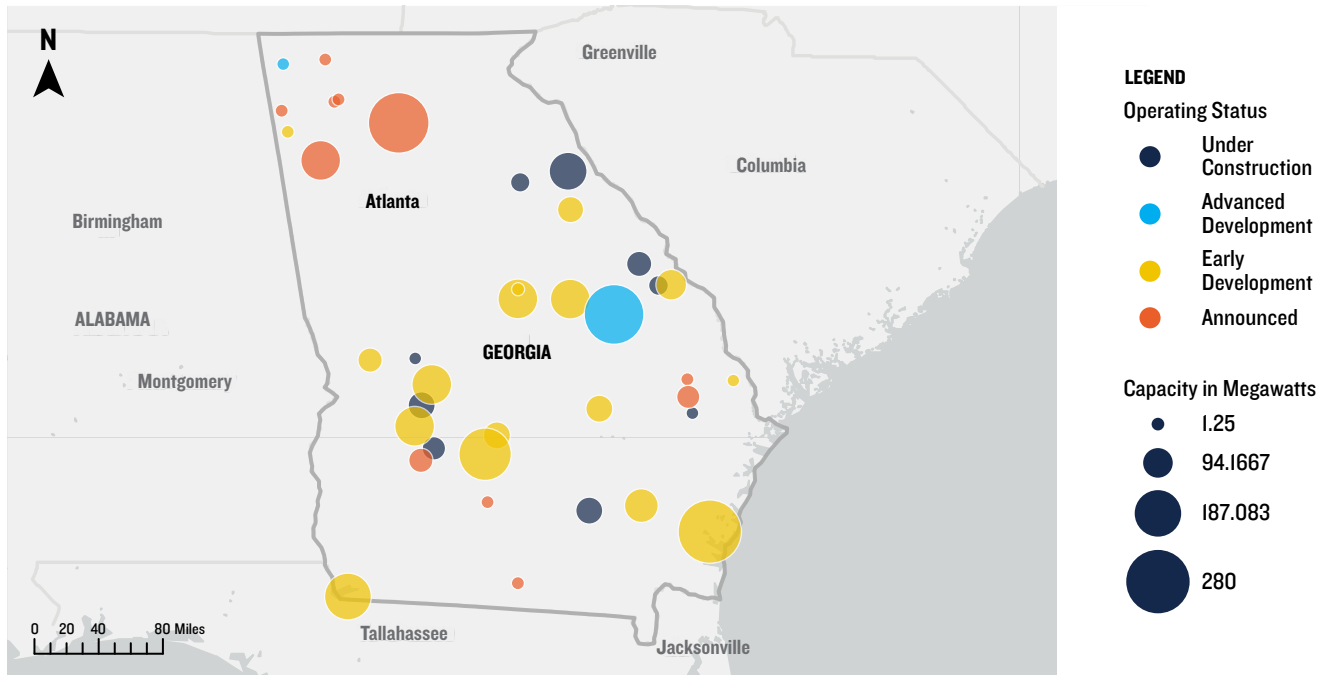 N
Greenville
Columbia
Atlanta
Birmingham
ALABAMA
GEORGIA
Montgomery
0 20 40 80 Miles
Tallahassee
Jacksonville
LEGEND
Operating Status
Under
Construction
Advanced
Development
Early
Development
Announced
Capacity in Megawatts
1.25
94.1667
187.083
280